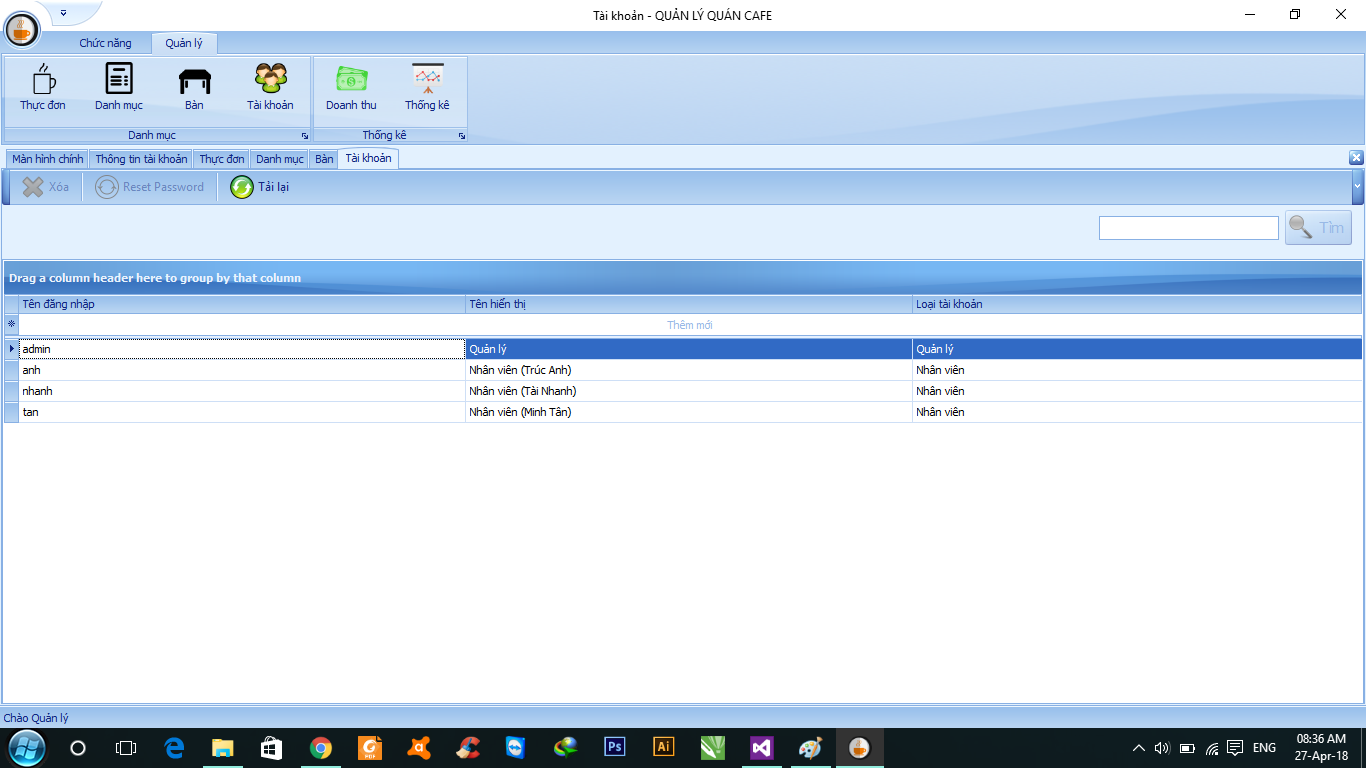 Tài khoản - QUẢN LÝ QUÁN CAFE
Chức năng Quản lý
Thực đơn Danh mục Bàn Tài khoản Doanh thu Thống kê
Danh mục Thống kê
Màn hình chính Thông tin tài khoản Thực đơn Danh mục Bàn Tài khoản
Xóa Reset Password Tải lại
Tìm
Drag a column header here to group by that column
Tên đăng nhập Tên hiển thị Loại tài khoản
Thêm mới
admin Quản lý Quản lý
anh Nhân viên (Trúc Anh) Nhân viên
nhanh Nhân viên (Tài Nhanh) Nhân viên
tan Nhân viên (Minh Tân) Nhân viên
Chào Quản lý
PDF Ps Ai ENG 08:36 AM
27-Apr-18